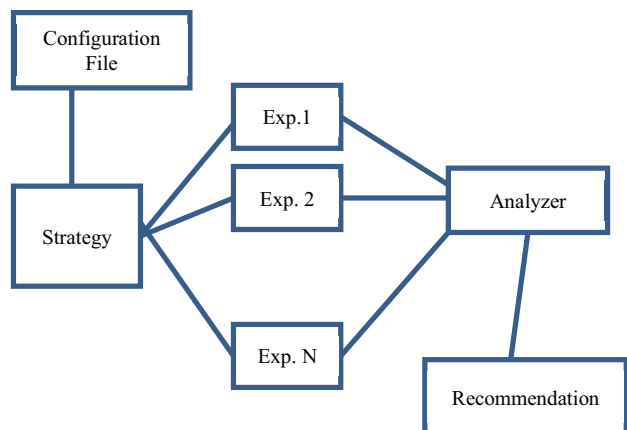 Configuration
File
Exp.1
Exp. 2
Analyzer
Strategy
Exp. N
Recommendation